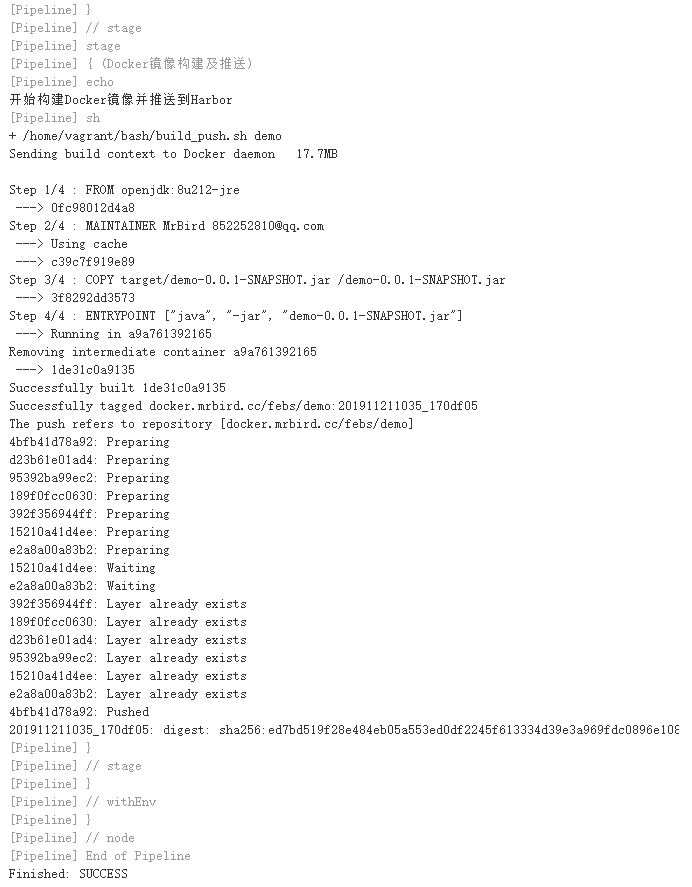 [Pipeline] }
[Pipeline] // stage
[Pipeline] stage
[Pipeline] { (Docker镜像构建及推送)
[Pipeline] echo
开始构建Docker镜像并推送到Harbor
[Pipeline] sh
+ /home/vagrant/bash/build_push.sh demo
Sending build context to Docker daemon   17.7MB
Step 1/4 : FROM openjdk:8u212-jre
 ---> 0fc98012d4a8
Step 2/4 : MAINTAINER MrBird 852252810@qq.com
 ---> Using cache
 ---> c39c7f919e89
Step 3/4 : COPY target/demo-0.0.1-SNAPSHOT.jar /demo-0.0.1-SNAPSHOT.jar
 ---> 3f8292dd3573
Step 4/4 : ENTRYPOINT ["java", "-jar", "demo-0.0.1-SNAPSHOT.jar"]
 ---> Running in a9a761392165
Removing intermediate container a9a761392165
 ---> 1de31c0a9135
Successfully built 1de31c0a9135
Successfully tagged docker.mrbird.cc/febs/demo:201911211035_170df05
The push refers to repository [docker.mrbird.cc/febs/demo]
4bfb41d78a92: Preparing
d23b61e01ad4: Preparing
95392ba99ec2: Preparing
189f0fcc0630: Preparing
392f356944ff: Preparing
15210a41d4ee: Preparing
e2a8a00a83b2: Preparing
15210a41d4ee: Waiting
e2a8a00a83b2: Waiting
392f356944ff: Layer already exists
189f0fcc0630: Layer already exists
d23b61e01ad4: Layer already exists
95392ba99ec2: Layer already exists
15210a41d4ee: Layer already exists
e2a8a00a83b2: Layer already exists
4bfb41d78a92: Pushed
201911211035_170df05: digest: sha256:ed7bd519f28e484eb05a553ed0df2245f613334d39e3a969fdc0896e108
[Pipeline] }
[Pipeline] // stage
[Pipeline] }
[Pipeline] // withEnv
[Pipeline] }
[Pipeline] // node
[Pipeline] End of Pipeline
Finished: SUCCESS